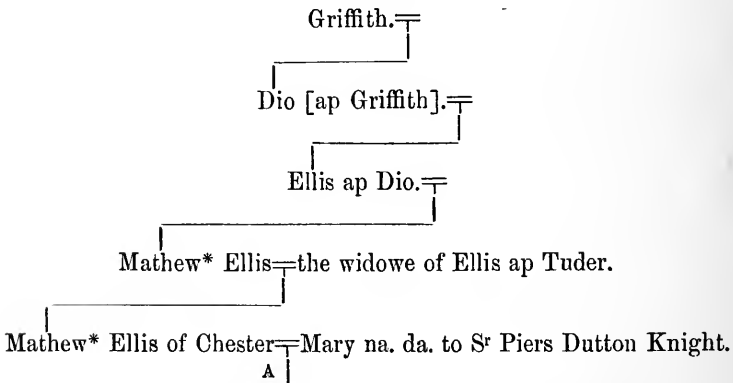 Griffith.
Dio [ap Griffith].
Ellis ap Dio.
Mathew* Ellis=the widowe of Ellis ap Tuder.
Mathew* Ellis of Chester=Mary na. da. to Sʳ Piers Dutton Knight.
A